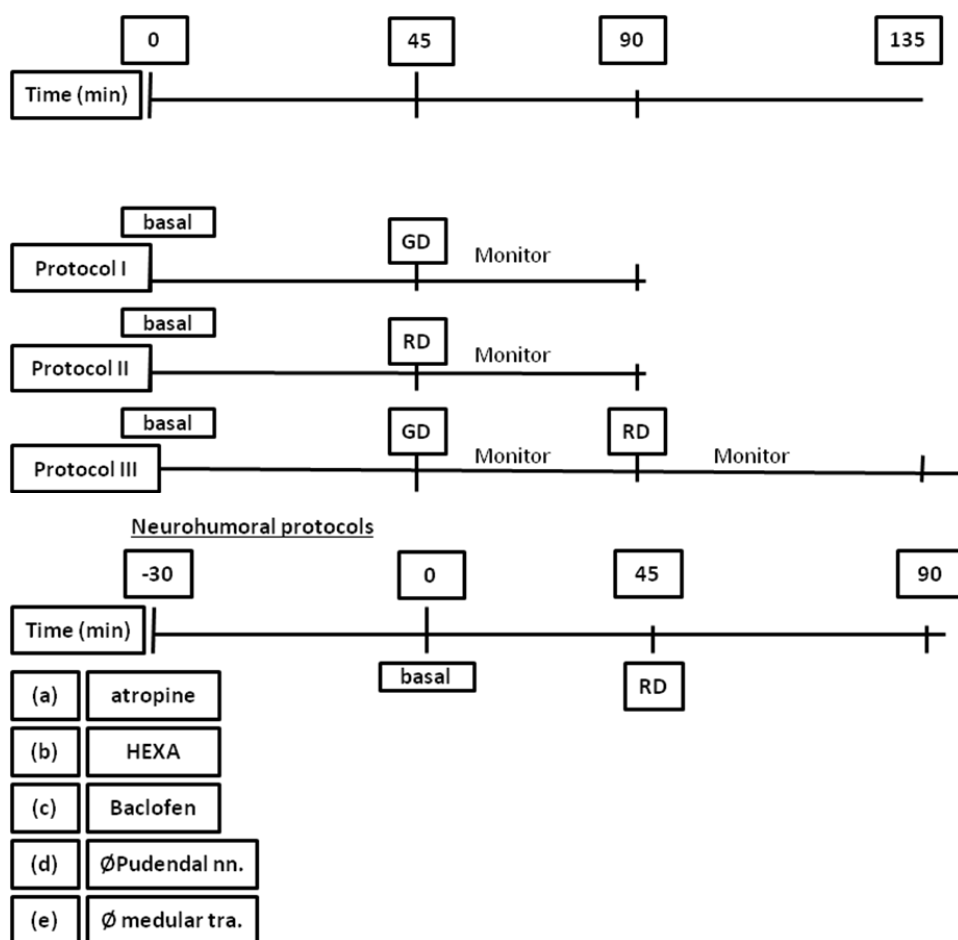 0 45 90 135
Time (min)
basal
GD
Protocol I Monitor
basal
RD
Protocol II Monitor
basal GD RD
Protocol III Monitor Monitor
Neurohumoral protocols
-30 0 45 90
Time (min)
basal RD
(a) atropine
(b) HEXA
(c) Baclofen
(d) ØPudendal nn.
(e) Ø medular tra.